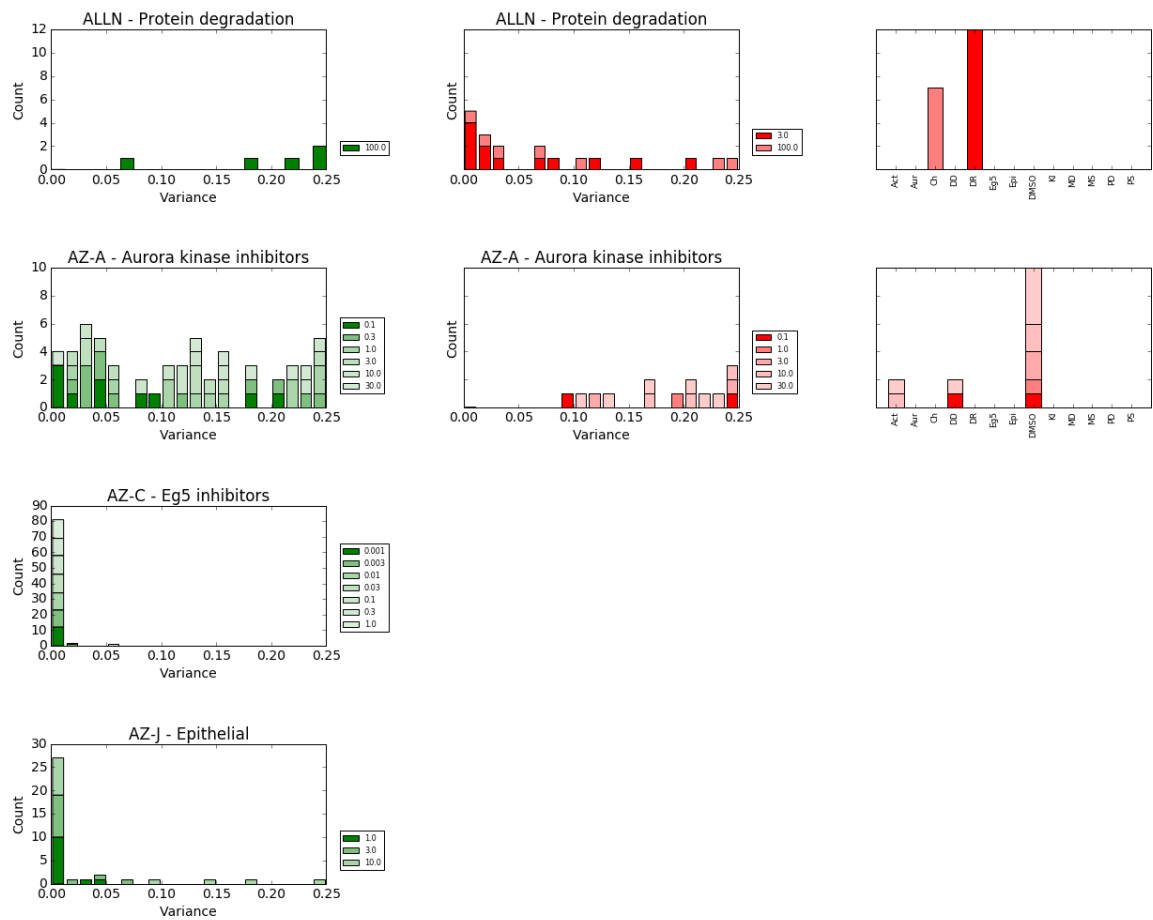 ALLN - Protein degradation
12
10
8
6
4
2
0
Count
0.00 0.05 0.10 0.15 0.20 0.25
Variance
100.0
ALLN - Protein degradation
Count
0.00 0.05 0.10 0.15 0.20 0.25
Variance
3.0
100.0
Act Aur Ch DD DR Eg5 Epi DMSO KI MD MS PD PS
AZ-A - Aurora kinase inhibitors
10
8
6
4
2
0
Count
0.00 0.05 0.10 0.15 0.20 0.25
Variance
0.1
0.3
1.0
3.0
10.0
30.0
AZ-A - Aurora kinase inhibitors
Count
0.00 0.05 0.10 0.15 0.20 0.25
Variance
0.1
1.0
3.0
10.0
30.0
Act Aur Ch DD DR Eg5 Epi DMSO KI MD MS PD PS
AZ-C - Eg5 inhibitors
90
80
70
60
50
40
30
20
10
0
Count
0.00 0.05 0.10 0.15 0.20 0.25
Variance
0.001
0.003
0.01
0.03
0.1
0.3
1.0
AZ-J - Epithelial
30
25
20
15
10
5
0
Count
0.00 0.05 0.10 0.15 0.20 0.25
Variance
1.0
3.0
10.0